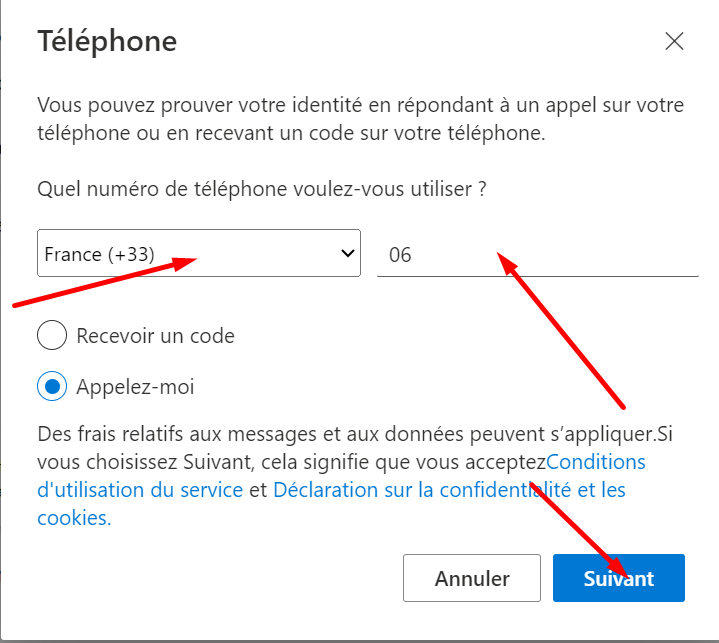 Téléphone
Vous pouvez prouver votre identité en répondant à un appel sur votre
téléphone ou en recevant un code sur votre téléphone.
Quel numéro de téléphone voulez-vous utiliser ?
France (+33)
06
Recevoir un code
Appelez-moi
Des frais relatifs aux messages et aux données peuvent s’appliquer.Si
vous choisissez Suivant, cela signifie que vous acceptezConditions
d'utilisation du service et Déclaration sur la confidentialité et les
cookies.
Annuler
Suivant